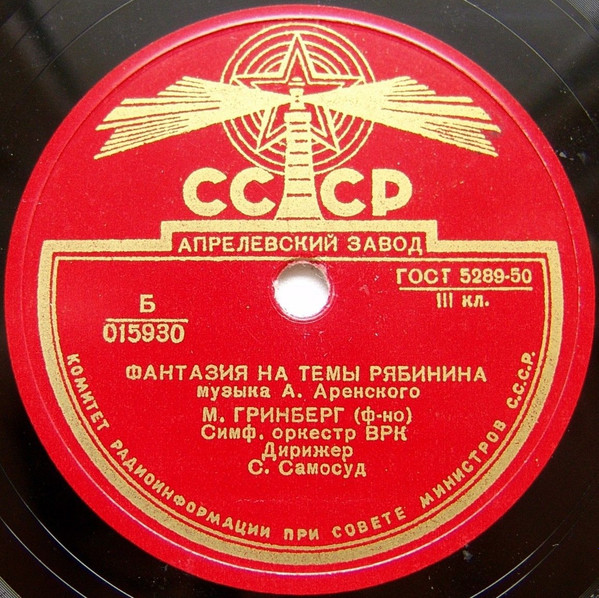 СССР
АПРЕЛЕВСКИЙ ЗАВОД
ГОСТ 5289-50
III кл.
Б
015930
ФАНТАЗИЯ НА ТЕМЫ РЯБИНИНА
музыка А. Аренского
М. ГРИНБЕРГ (ф-но)
Симф. оркестр ВРК
Дирижер
С. Самосуд
КОМИТЕТ РАДИОИНФОРМАЦИИ ПРИ СОВЕТЕ МИНИСТРОВ С.С.С.Р.